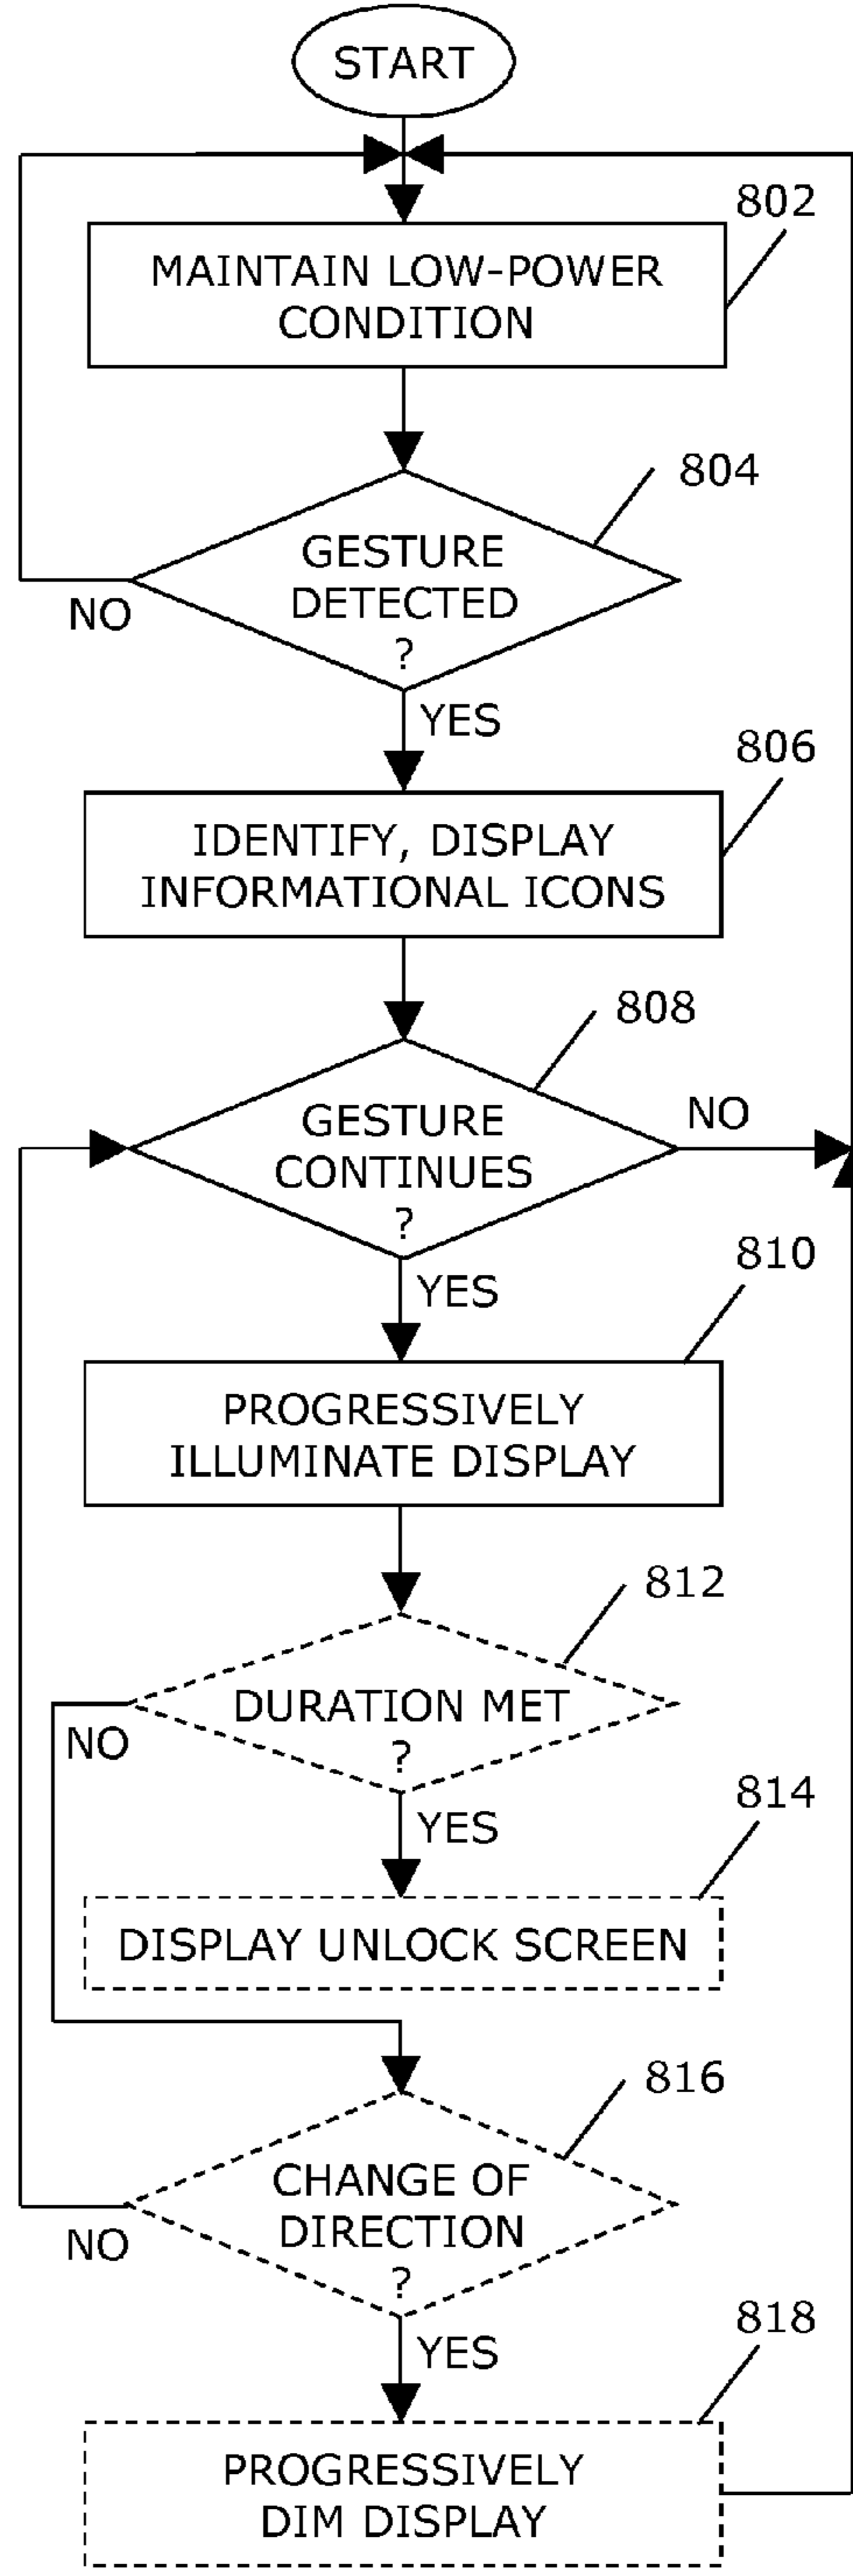 START
802
MAINTAIN LOW-POWER
CONDITION
804
GESTURE
DETECTED
?
NO
YES
806
IDENTIFY, DISPLAY
INFORMATIONAL ICONS
808
GESTURE
CONTINUES
?
NO
YES
810
PROGRESSIVELY
ILLUMINATE DISPLAY
812
DURATION MET
?
NO
YES
814
DISPLAY UNLOCK SCREEN
816
CHANGE OF
DIRECTION
?
NO
YES
818
PROGRESSIVELY
DIM DISPLAY